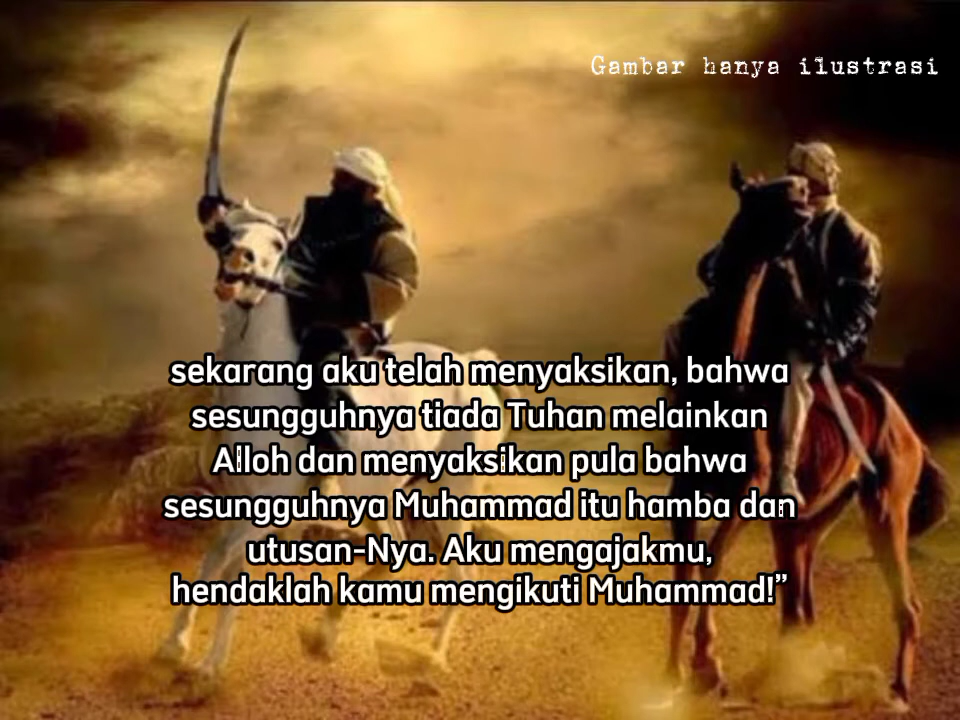 Gambar hanya ilustrasi
sekarang aku telah menyaksikan, bahwa
sesungguhnya tiada Tuhan melainkan
Alloh dan menyaksikan pula bahwa
sesungguhnya Muhammad itu hamba dan
utusan-Nya. Aku mengajakmu,
hendaklah kamu mengikuti Muhammad!”